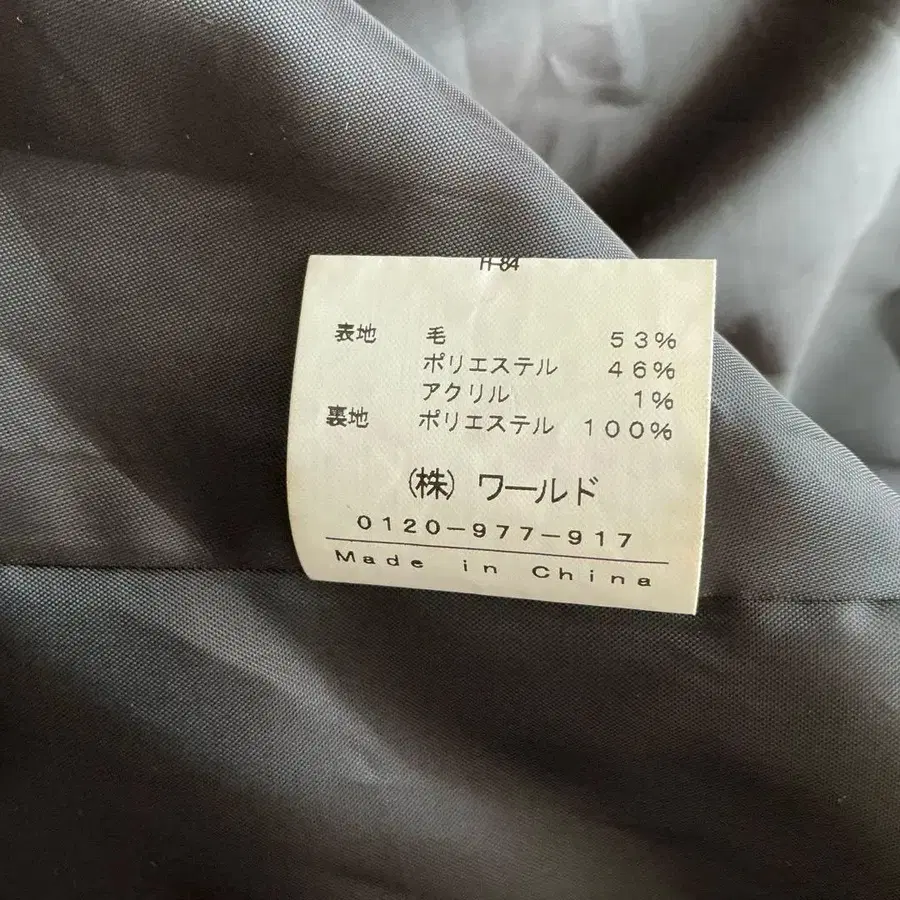 H-84
表地 毛 53%
ポリエステル 46%
アクリル 1%
裏地 ポリエステル 100%
(株) ワールド
0120-977-917
Made in China